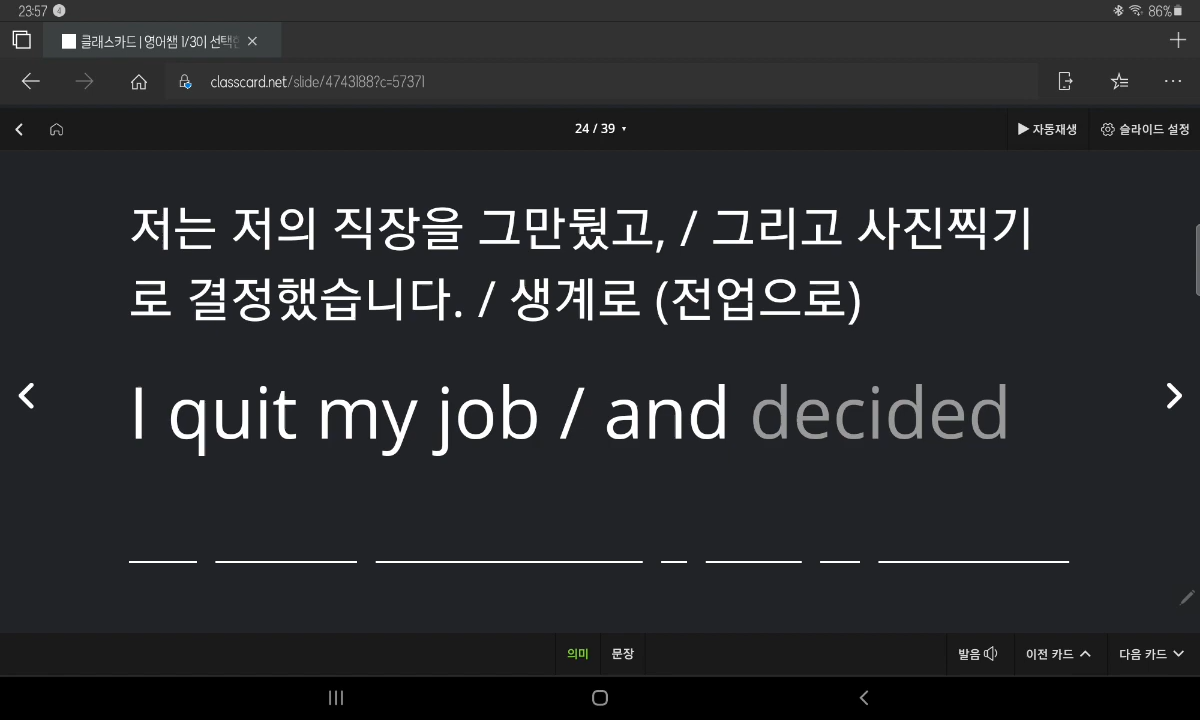 23:57
86%
클래스카드 | 영어쌤 1/3이 선택한
classcard.net/slide/4743188?c=57371
24 / 39
자동재생
슬라이드 설정
저는 저의 직장을 그만뒀고, / 그리고 사진찍기
로 결정했습니다. / 생계로 (전업으로)
I quit my job / and decided
의미 문장
발음
이전 카드
다음 카드